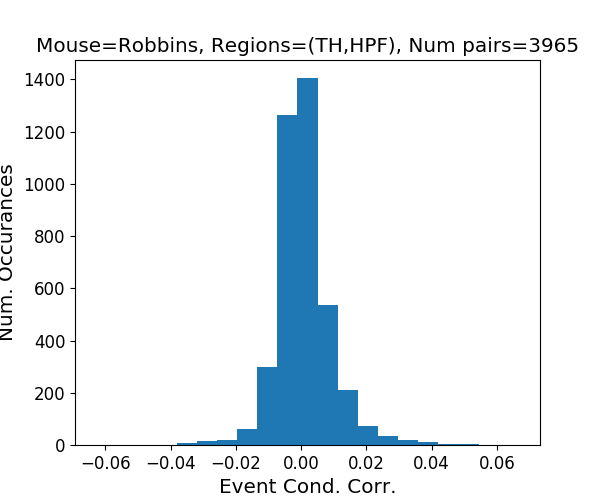 Mouse=Robbins, Regions=(TH,HPF), Num pairs=3965
Num. Occurances
1400
1200
1000
800
600
400
200
0
−0.06 −0.04 −0.02 0.00 0.02 0.04 0.06
Event Cond. Corr.